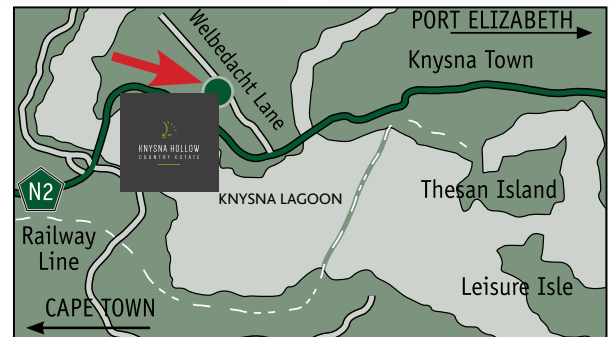 PORT ELIZABETH
Knysna Town
Welbedacht Lane
KNYSNA HOLLOW
COUNTRY ESTATE
N2
KNYSNA LAGOON
Thesan Island
Railway
Line
Leisure Isle
CAPE TOWN